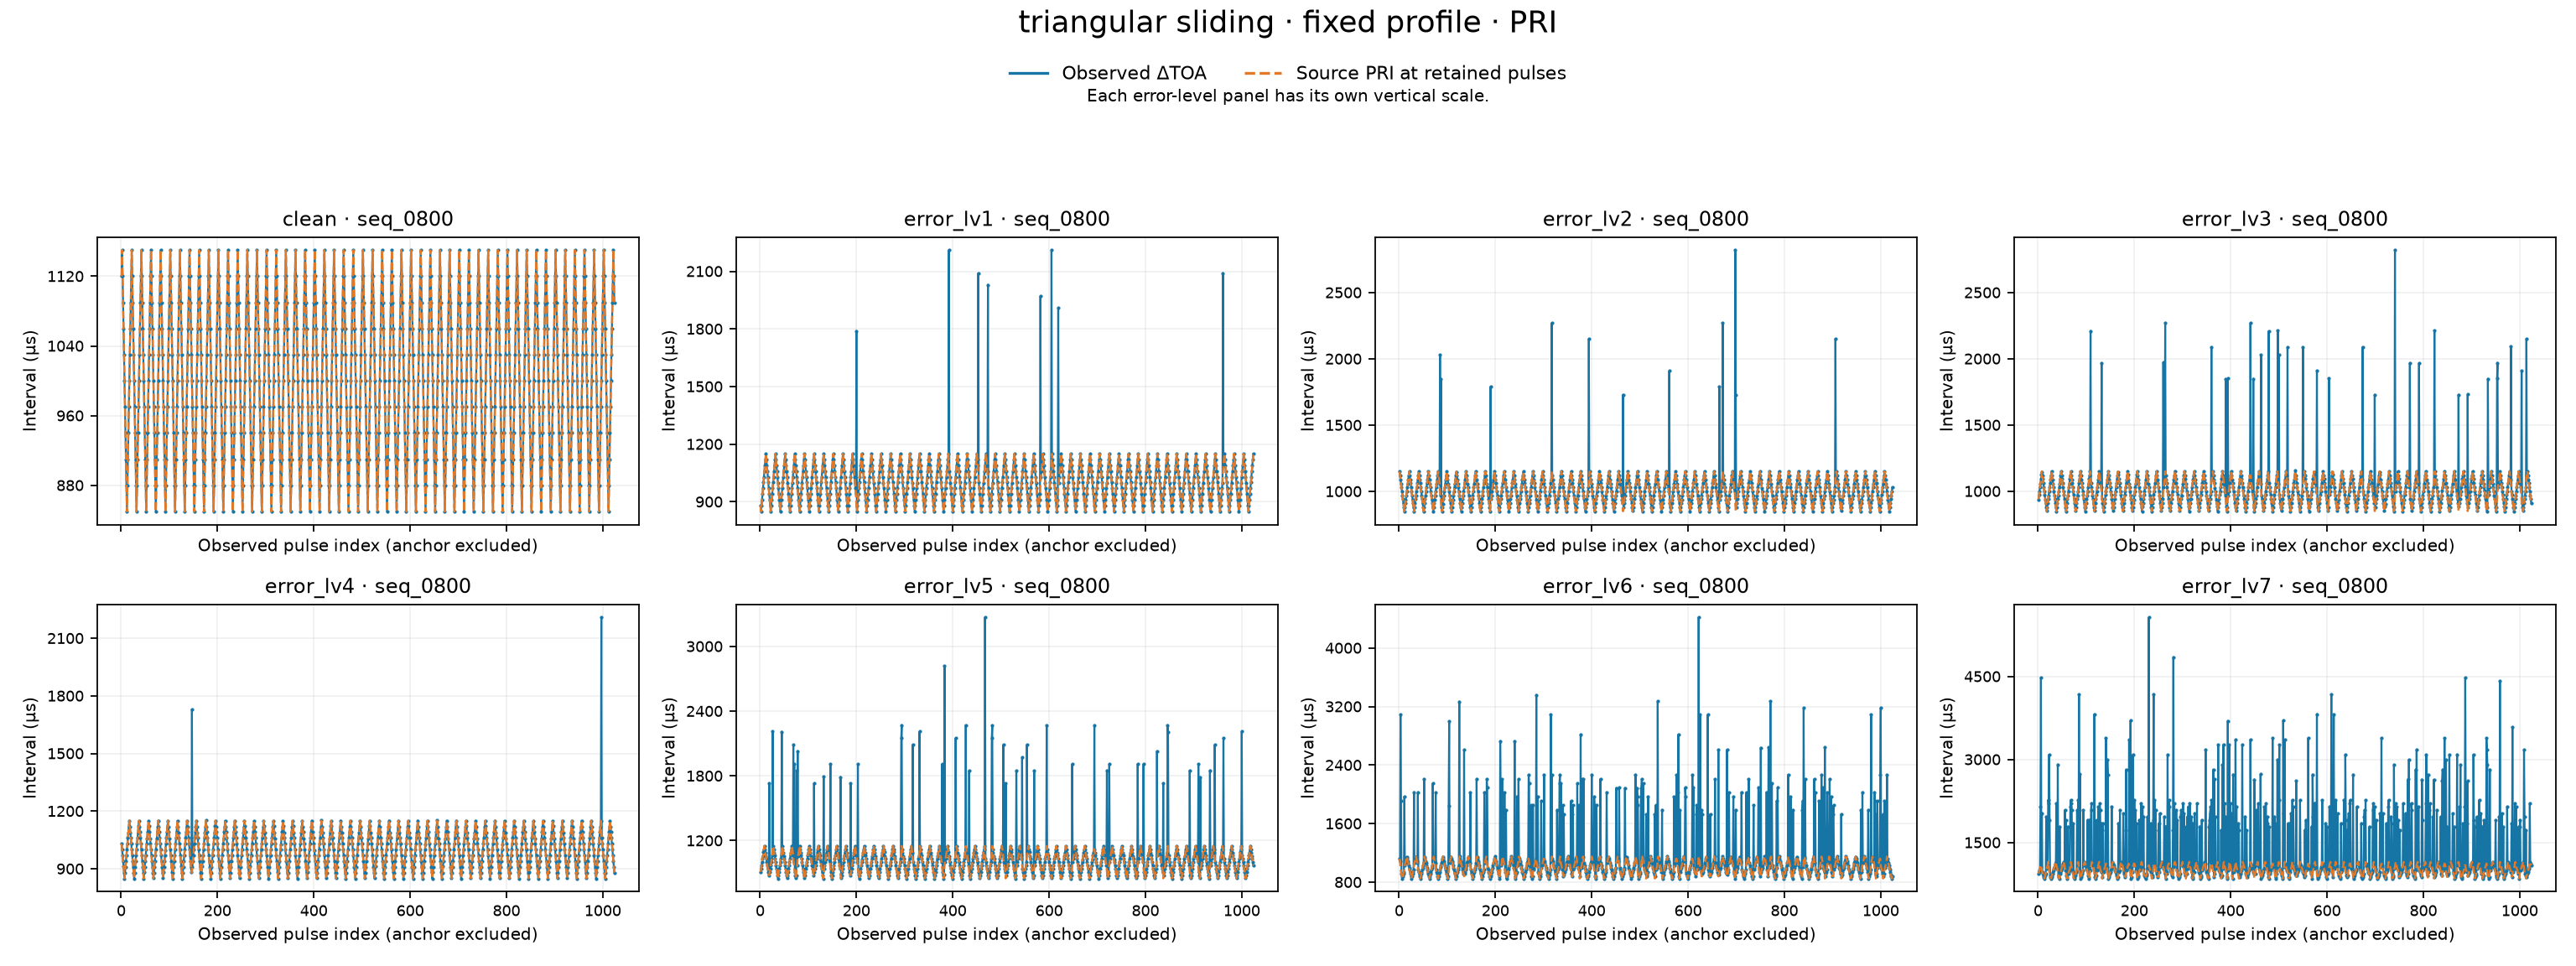 triangular sliding · fixed profile · PRI
Observed ΔTOA
Source PRI at retained pulses
Each error-level panel has its own vertical scale.
clean · seq_0800
Interval (μs)
1120
1040
960
880
Observed pulse index (anchor excluded)
error_lv1 · seq_0800
Interval (μs)
2100
1800
1500
1200
900
Observed pulse index (anchor excluded)
error_lv2 · seq_0800
Interval (μs)
2500
2000
1500
1000
Observed pulse index (anchor excluded)
error_lv3 · seq_0800
Interval (μs)
2500
2000
1500
1000
Observed pulse index (anchor excluded)
error_lv4 · seq_0800
Interval (μs)
2100
1800
1500
1200
900
0 200 400 600 800 1000
Observed pulse index (anchor excluded)
error_lv5 · seq_0800
Interval (μs)
3000
2400
1800
1200
0 200 400 600 800 1000
Observed pulse index (anchor excluded)
error_lv6 · seq_0800
Interval (μs)
4000
3200
2400
1600
800
0 200 400 600 800 1000
Observed pulse index (anchor excluded)
error_lv7 · seq_0800
Interval (μs)
4500
3000
1500
0 200 400 600 800 1000
Observed pulse index (anchor excluded)